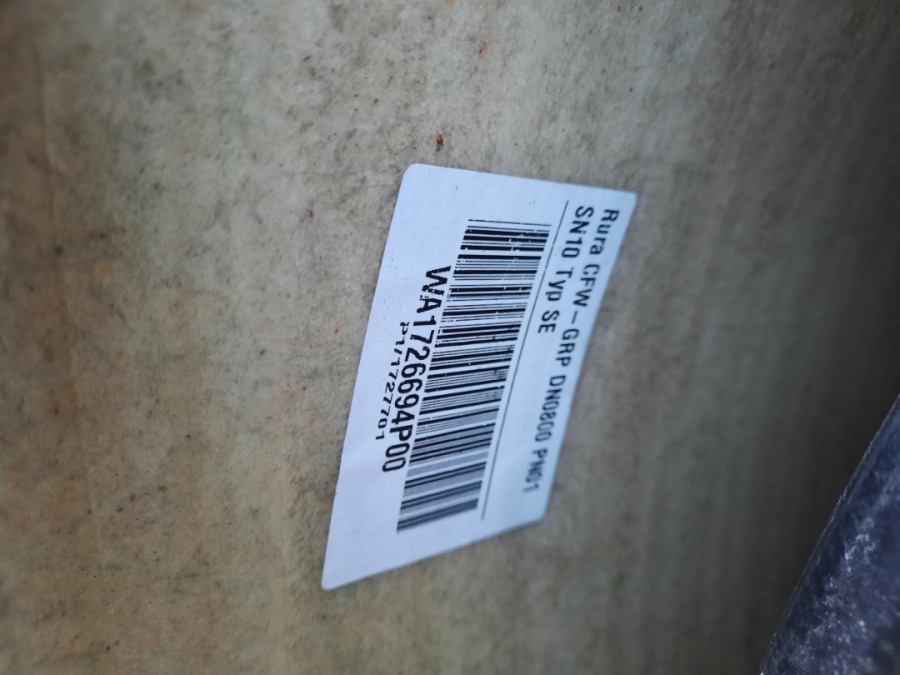 Rura CFW-GRP DN0800 PN01
SN10 Typ SE
WA1726694P00
P1/1727701